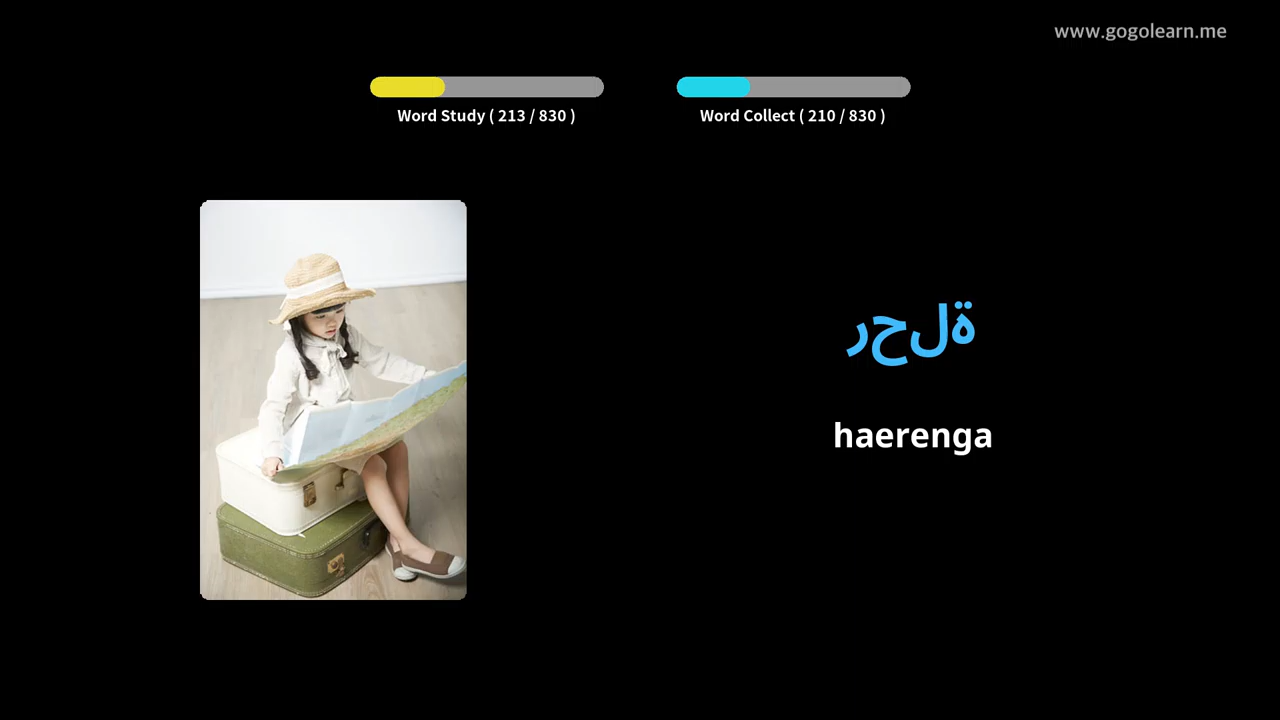 www.gogolearn.me
Word Study ( 213 / 830 )
Word Collect ( 210 / 830 )
رحلة
haerenga